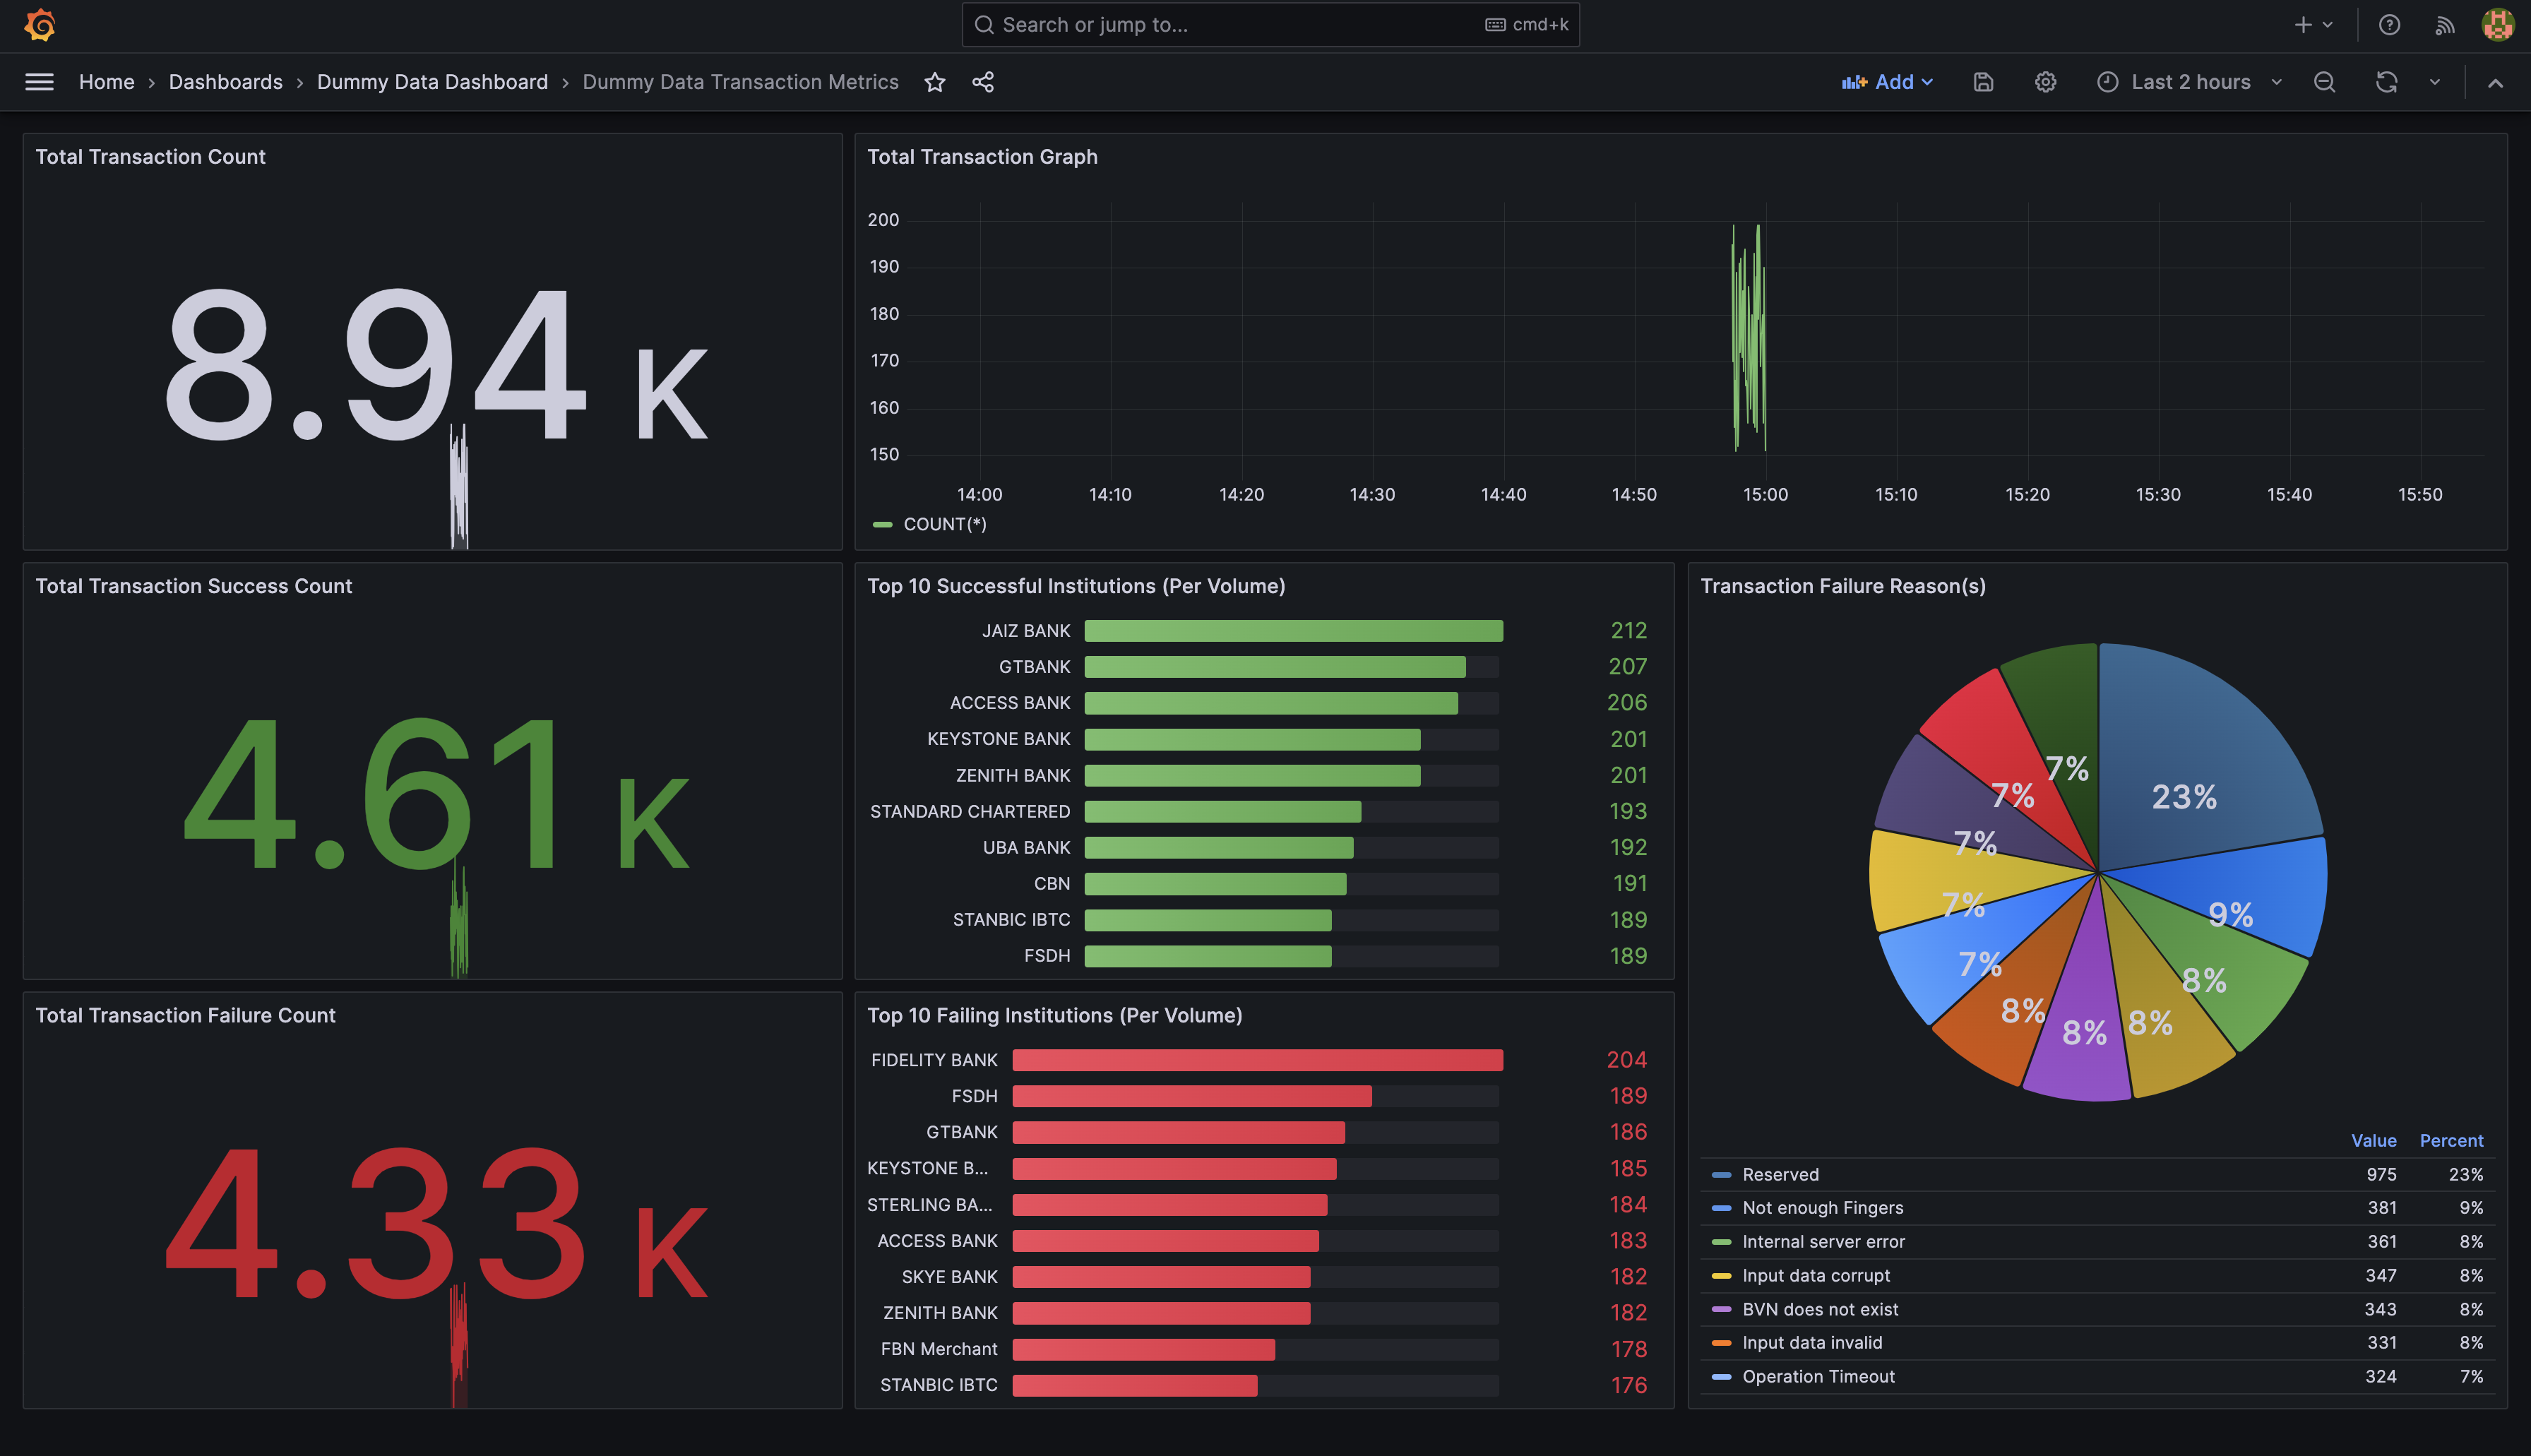 Search or jump to...
cmd+k
Home › Dashboards › Dummy Data Dashboard › Dummy Data Transaction Metrics
Add
Last 2 hours
Total Transaction Count
8.94 K
Total Transaction Graph
200
190
180
170
160
150
14:00 14:10 14:20 14:30 14:40 14:50 15:00 15:10 15:20 15:30 15:40 15:50
COUNT(*)
Total Transaction Success Count
4.61 K
Top 10 Successful Institutions (Per Volume)
JAIZ BANK 212
GTBANK 207
ACCESS BANK 206
KEYSTONE BANK 201
ZENITH BANK 201
STANDARD CHARTERED 193
UBA BANK 192
CBN 191
STANBIC IBTC 189
FSDH 189
Total Transaction Failure Count
4.33 K
Top 10 Failing Institutions (Per Volume)
FIDELITY BANK 204
FSDH 189
GTBANK 186
KEYSTONE B... 185
STERLING BA... 184
ACCESS BANK 183
SKYE BANK 182
ZENITH BANK 182
FBN Merchant 178
STANBIC IBTC 176
Transaction Failure Reason(s)
23%
9%
8%
8%
8%
8%
7%
7%
7%
7%
7%
Value Percent
Reserved 975 23%
Not enough Fingers 381 9%
Internal server error 361 8%
Input data corrupt 347 8%
BVN does not exist 343 8%
Input data invalid 331 8%
Operation Timeout 324 7%